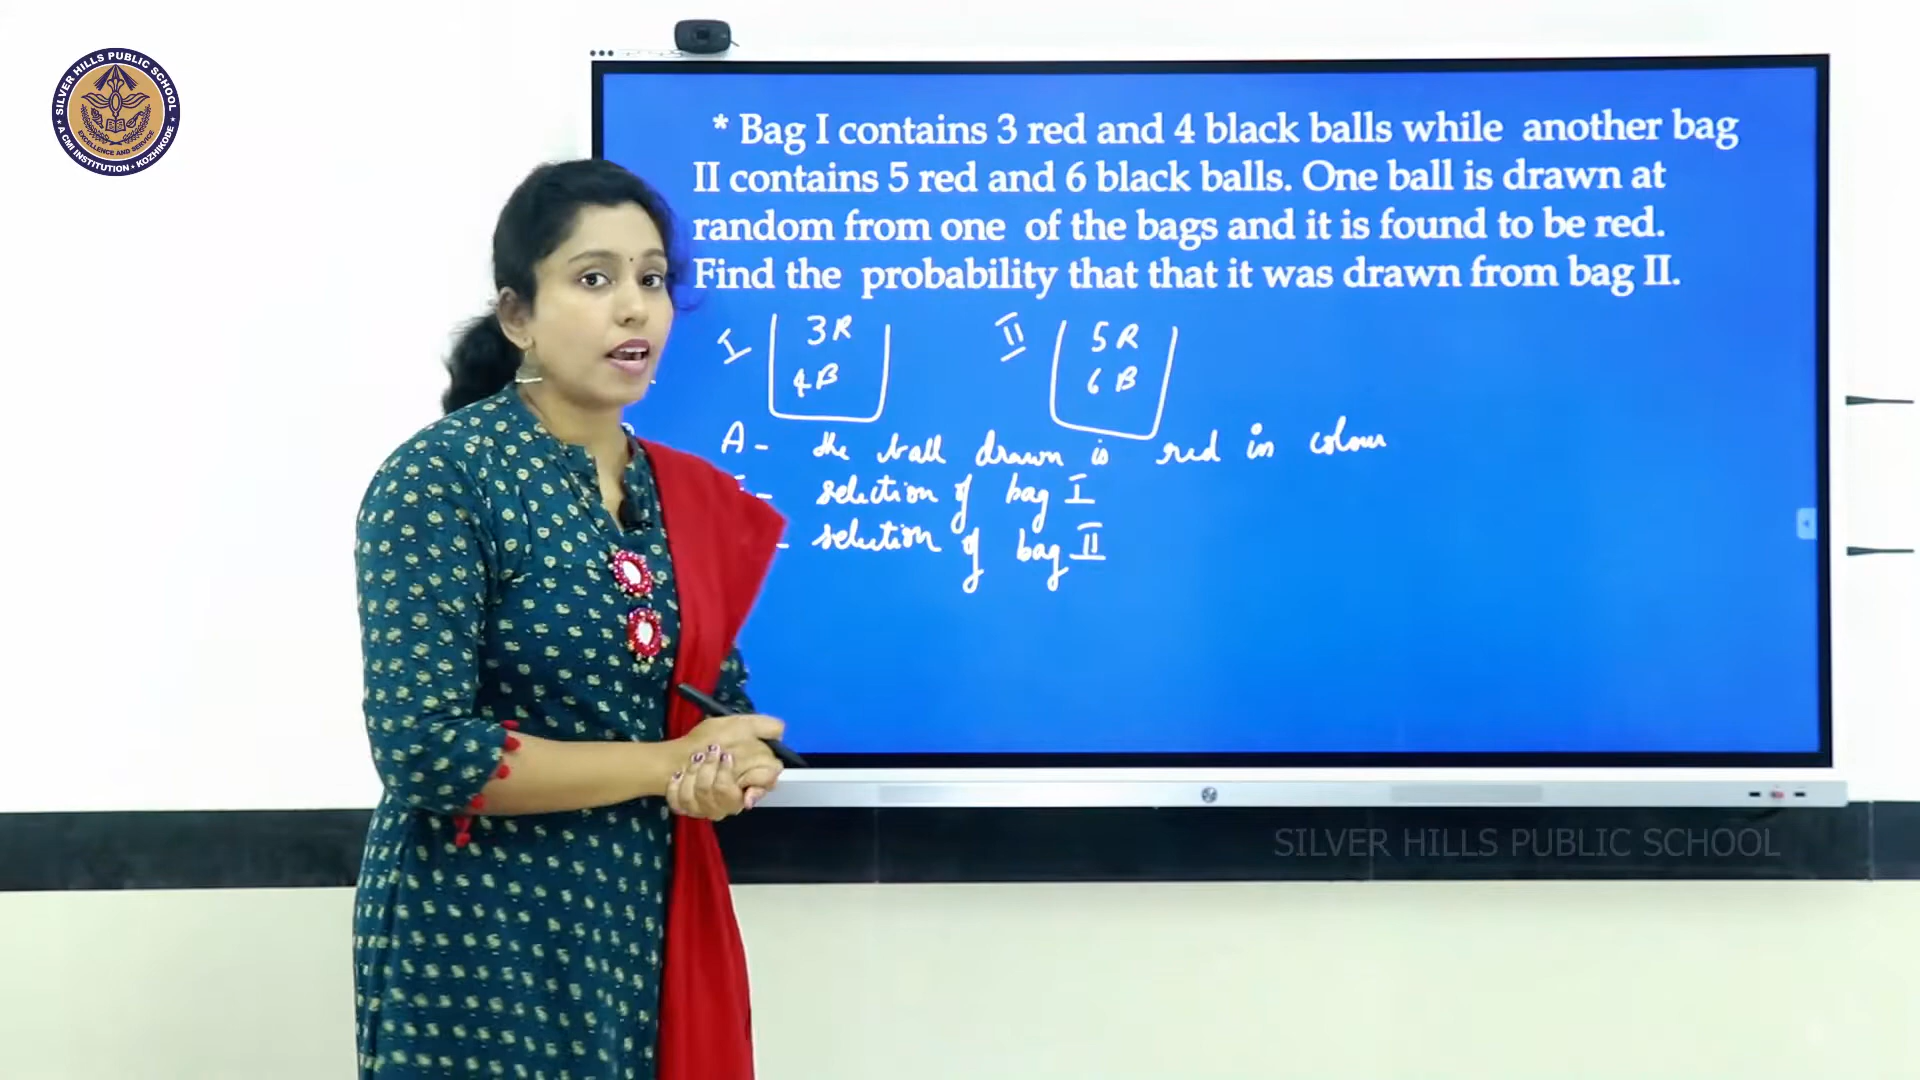 SILVER HILLS PUBLIC SCHOOL
EXCELLENCE AND SERVICE
★ A CMI INSTITUTION • KOZHIKODE ★
* Bag I contains 3 red and 4 black balls while another bag
II contains 5 red and 6 black balls. One ball is drawn at
random from one of the bags and it is found to be red.
Find the probability that that it was drawn from bag II.
I 3R II 5R
4B 6B
A - the ball drawn is red in colour
- selection of bag I
- selection of bag II
SILVER HILLS PUBLIC SCHOOL